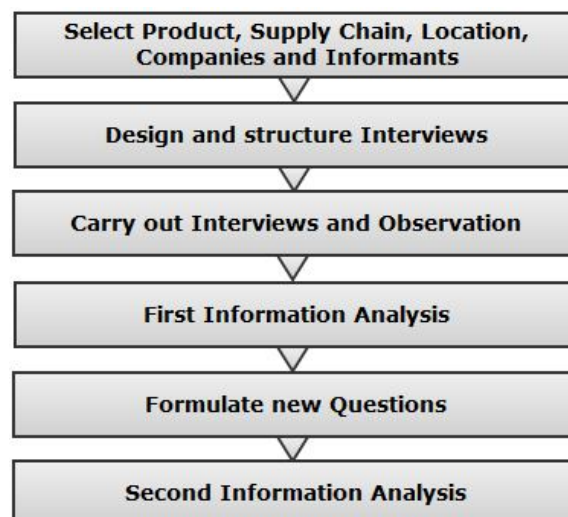 Select Product, Supply Chain, Location,
Companies and Informants
Design and structure Interviews
Carry out Interviews and Observation
First Information Analysis
Formulate new Questions
Second Information Analysis